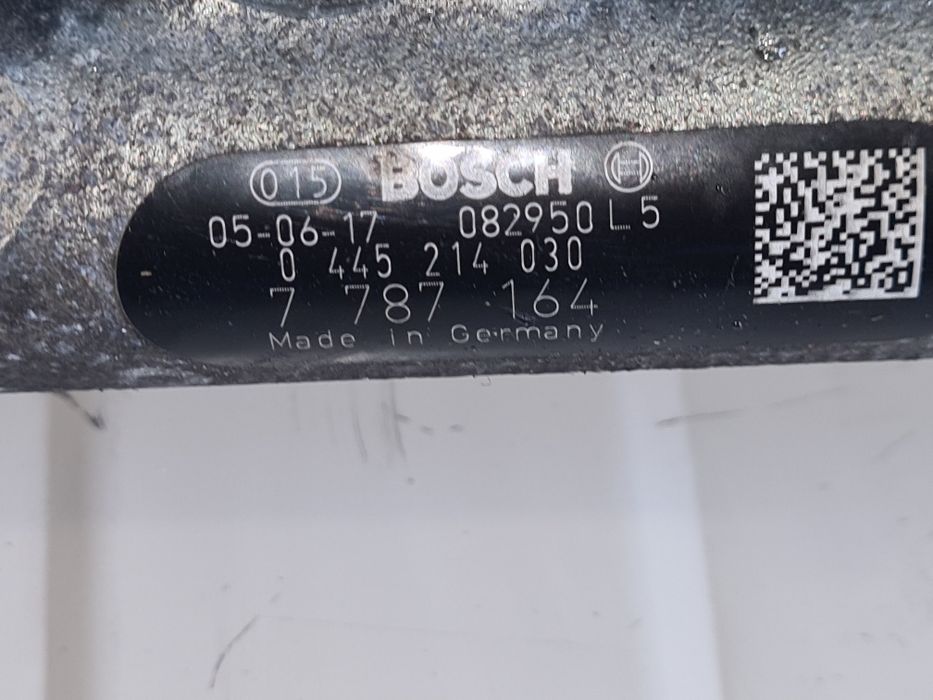 015 BOSCH
05-06-17 082950 L5
0 445 214 030
7 787 164
Made in Germany